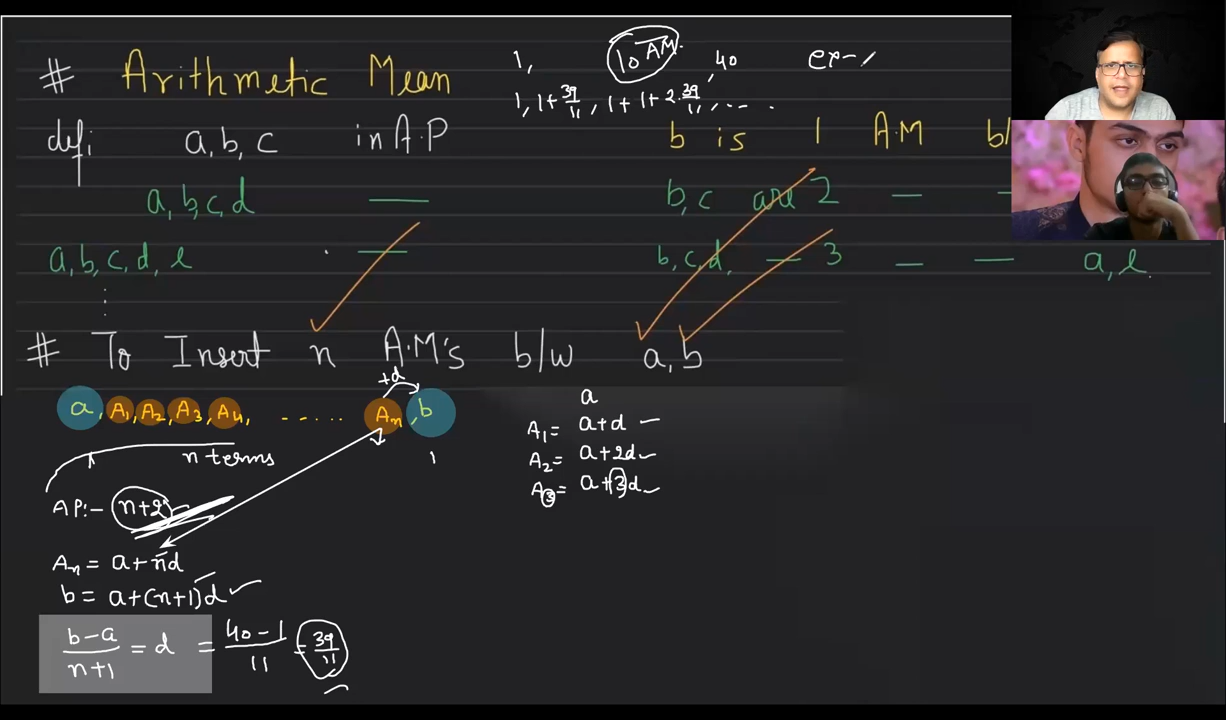 # Arithmetic Mean
1, 10 AM, 40 ex-
1, 1+39/11, 1+1+2.39/11, ....
def: a, b, c in A.P b is 1 A.M b/
a, b, c, d — b, c are 2 — —
a, b, c, d, e — b, c, d, — 3 — — a, e.
# To Insert n A.M's b/w a, b
+d
a, A1, A2, A3, A4, ...... An, b
n terms
1
AP:- n+2
An = a+nd
b = a+(n+1)d
b-a/n+1 = d = 40-1/11 = 39/11
a
A1= a+d
A2= a+2d
A3= a+3d